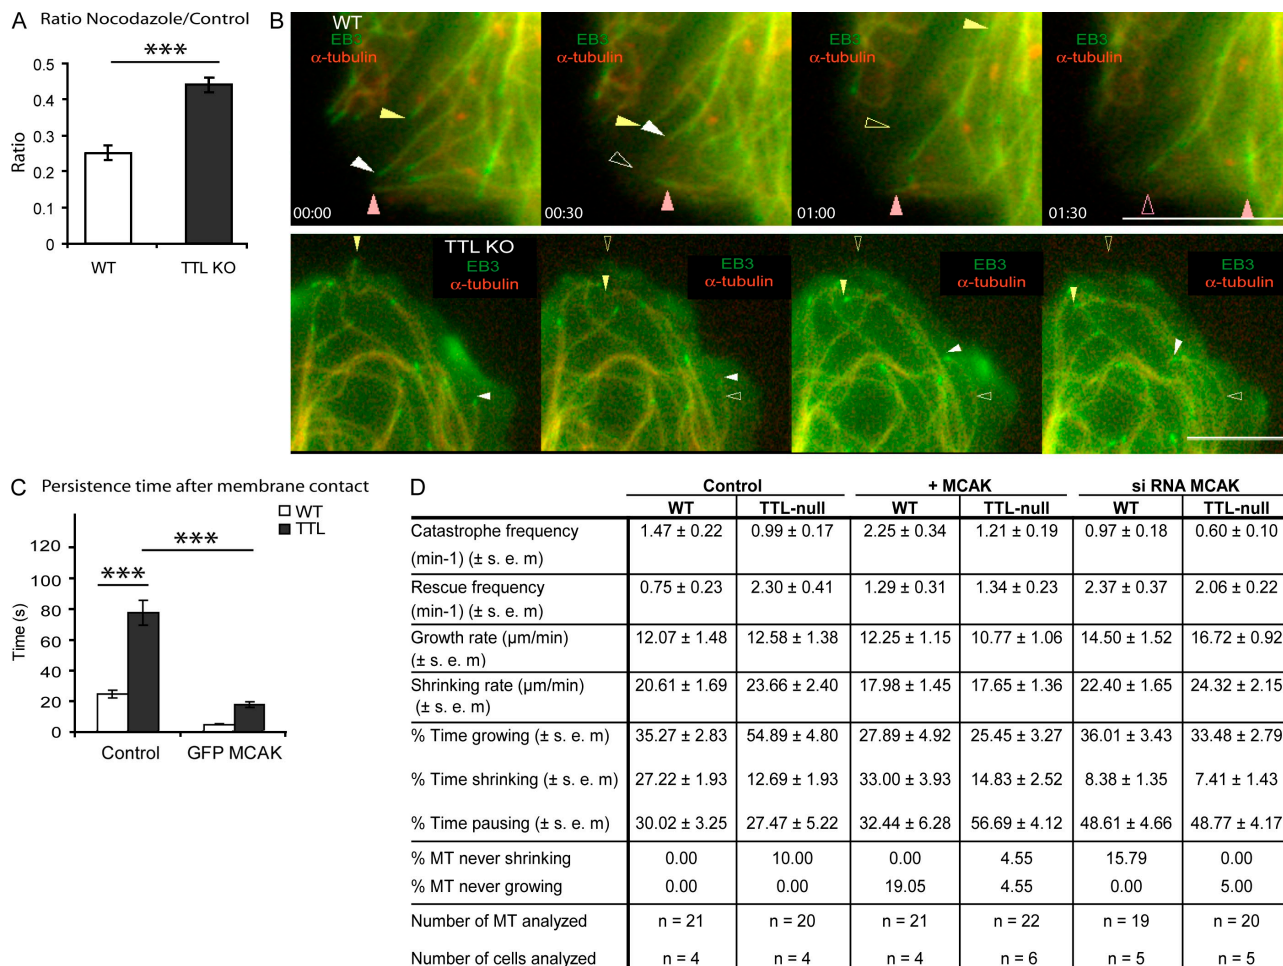 A Ratio Nocodazole/Control
***
0.5
0.4
0.3
0.2
0.1
0
Ratio
WT
TTL KO
B
WT
EB3
α-tubulin
00:00
EB3
α-tubulin
00:30
EB3
α-tubulin
01:00
EB3
α-tubulin
01:30
TTL KO
EB3
α-tubulin
EB3
α-tubulin
EB3
α-tubulin
EB3
α-tubulin
C Persistence time after membrane contact
WT
TTL
***
***
120
100
80
60
40
20
0
Time (s)
Control
GFP MCAK
D
Control + MCAK si RNA MCAK
WT TTL-null WT TTL-null WT TTL-null
Catastrophe frequency 1.47 ± 0.22 0.99 ± 0.17 2.25 ± 0.34 1.21 ± 0.19 0.97 ± 0.18 0.60 ± 0.10
(min-1) (± s. e. m)
Rescue frequency 0.75 ± 0.23 2.30 ± 0.41 1.29 ± 0.31 1.34 ± 0.23 2.37 ± 0.37 2.06 ± 0.22
(min-1) (± s. e. m)
Growth rate (µm/min) 12.07 ± 1.48 12.58 ± 1.38 12.25 ± 1.15 10.77 ± 1.06 14.50 ± 1.52 16.72 ± 0.92
(± s. e. m)
Shrinking rate (µm/min) 20.61 ± 1.69 23.66 ± 2.40 17.98 ± 1.45 17.65 ± 1.36 22.40 ± 1.65 24.32 ± 2.15
(± s. e. m)
% Time growing (± s. e. m) 35.27 ± 2.83 54.89 ± 4.80 27.89 ± 4.92 25.45 ± 3.27 36.01 ± 3.43 33.48 ± 2.79
% Time shrinking (± s. e. m) 27.22 ± 1.93 12.69 ± 1.93 33.00 ± 3.93 14.83 ± 2.52 8.38 ± 1.35 7.41 ± 1.43
% Time pausing (± s. e. m) 30.02 ± 3.25 27.47 ± 5.22 32.44 ± 6.28 56.69 ± 4.12 48.61 ± 4.66 48.77 ± 4.17
% MT never shrinking 0.00 10.00 0.00 4.55 15.79 0.00
% MT never growing 0.00 0.00 19.05 4.55 0.00 5.00
Number of MT analyzed n = 21 n = 20 n = 21 n = 22 n = 19 n = 20
Number of cells analyzed n = 4 n = 4 n = 4 n = 6 n = 5 n = 5